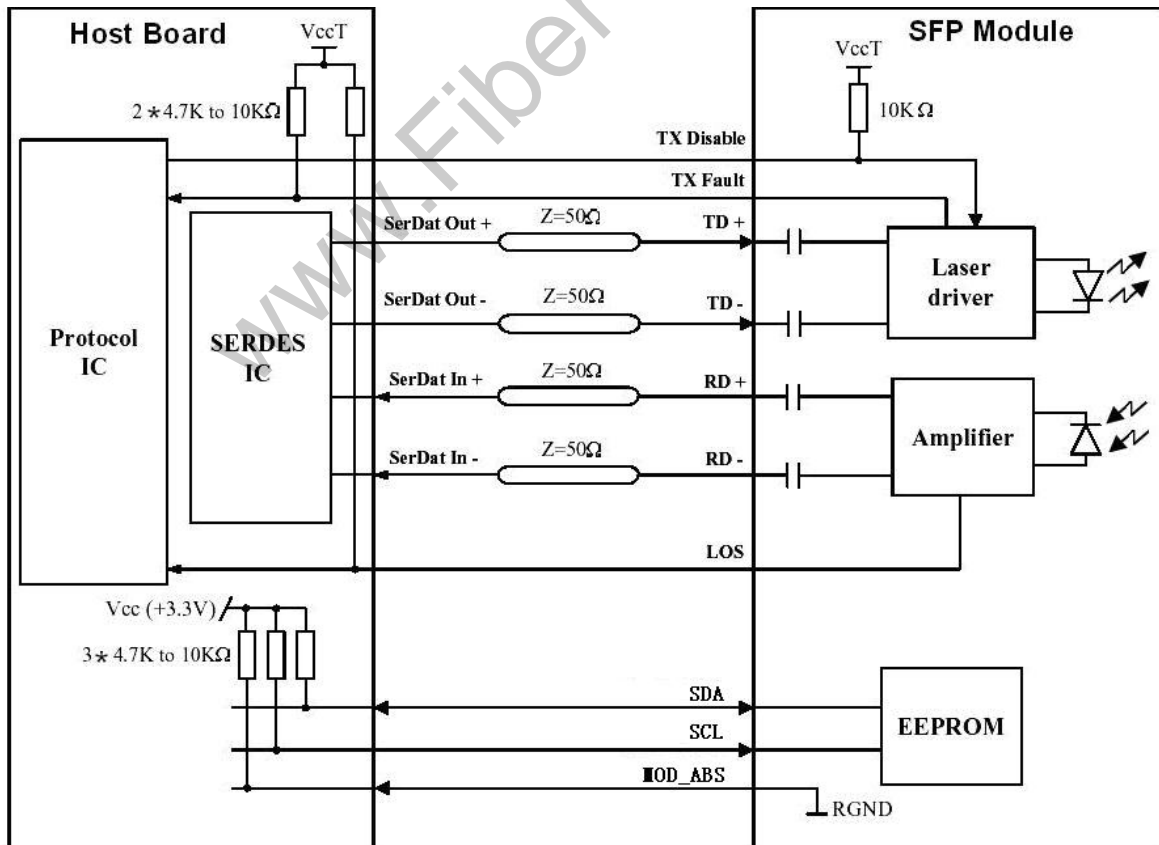 Host Board
VccT
2*4.7K to 10KΩ
SFP Module
VccT
10KΩ
TX Disable
TX Fault
SerDat Out +
Z=50Ω
TD +
SerDat Out -
Z=50Ω
TD -
SerDat In +
Z=50Ω
RD +
SerDat In -
Z=50Ω
RD -
Protocol
IC
SERDES
IC
Laser
driver
Amplifier
LOS
Vcc (+3.3V)
3*4.7K to 10KΩ
SDA
SCL
MOD_ABS
EEPROM
RGND
www.Fiber